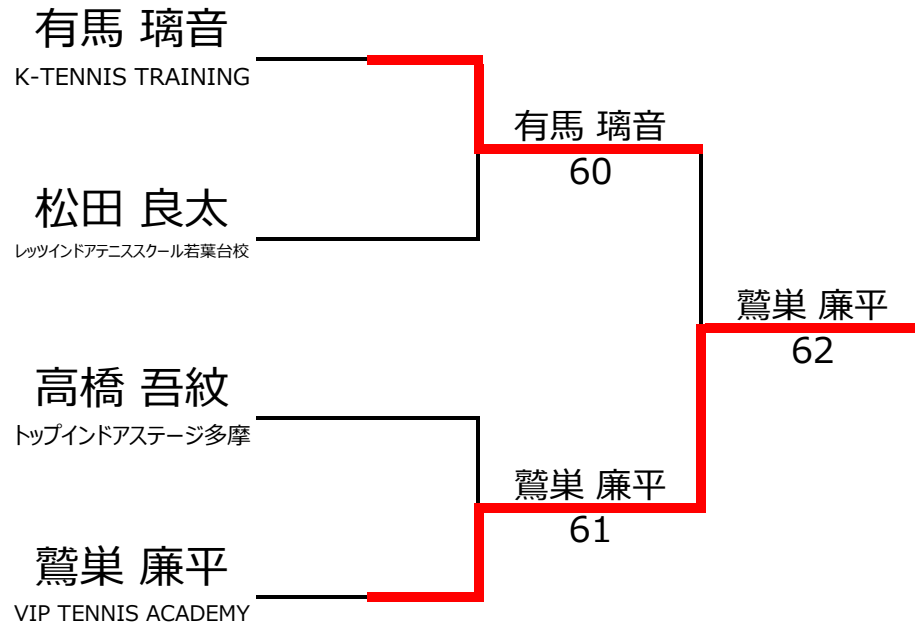 有馬 璃音
K-TENNIS TRAINING
松田 良太
レッツインドアテニススクール若葉台校
高橋 吾紋
トップインドアステージ多摩
鷲巣 廉平
VIP TENNIS ACADEMY
有馬 璃音
60
鷲巣 廉平
61
鷲巣 廉平
62